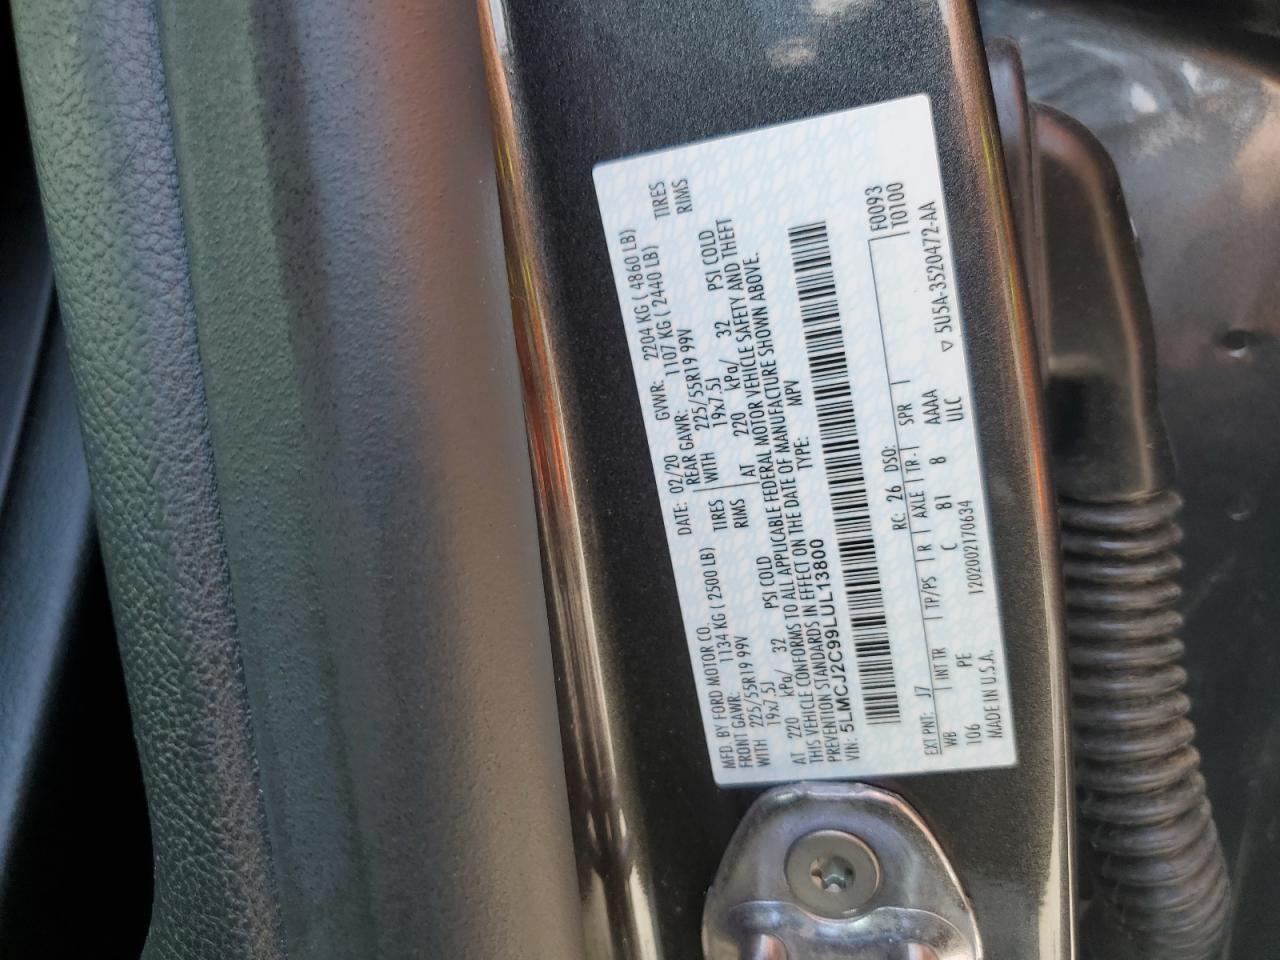 MFD. BY FORD MOTOR CO.
DATE: 02/20 GVWR: 2204 KG ( 4860 LB)
FRONT GAWR: 1134 KG ( 2500 LB)
REAR GAWR: 1107 KG ( 2440 LB)
WITH 225/55R19 99V TIRES
WITH 225/55R19 99V TIRES
19x7.5J RIMS
19x7.5J RIMS
AT 220 kPa/ 32 PSI COLD
AT 220 kPa/ 32 PSI COLD
THIS VEHICLE CONFORMS TO ALL APPLICABLE FEDERAL MOTOR VEHICLE SAFETY AND THEFT
PREVENTION STANDARDS IN EFFECT ON THE DATE OF MANUFACTURE SHOWN ABOVE.
VIN: 5LMCJ2C99LUL13800 TYPE: MPV
F0093
T0100
EXT PNT: J7 RC: 26 DSO:
WB INT TR TP/PS R AXLE TR SPR
106 PE C 81 8 AAAA
MADE IN U.S.A. 1202002170634 ULC ▽ 5U5A-3520472-AA